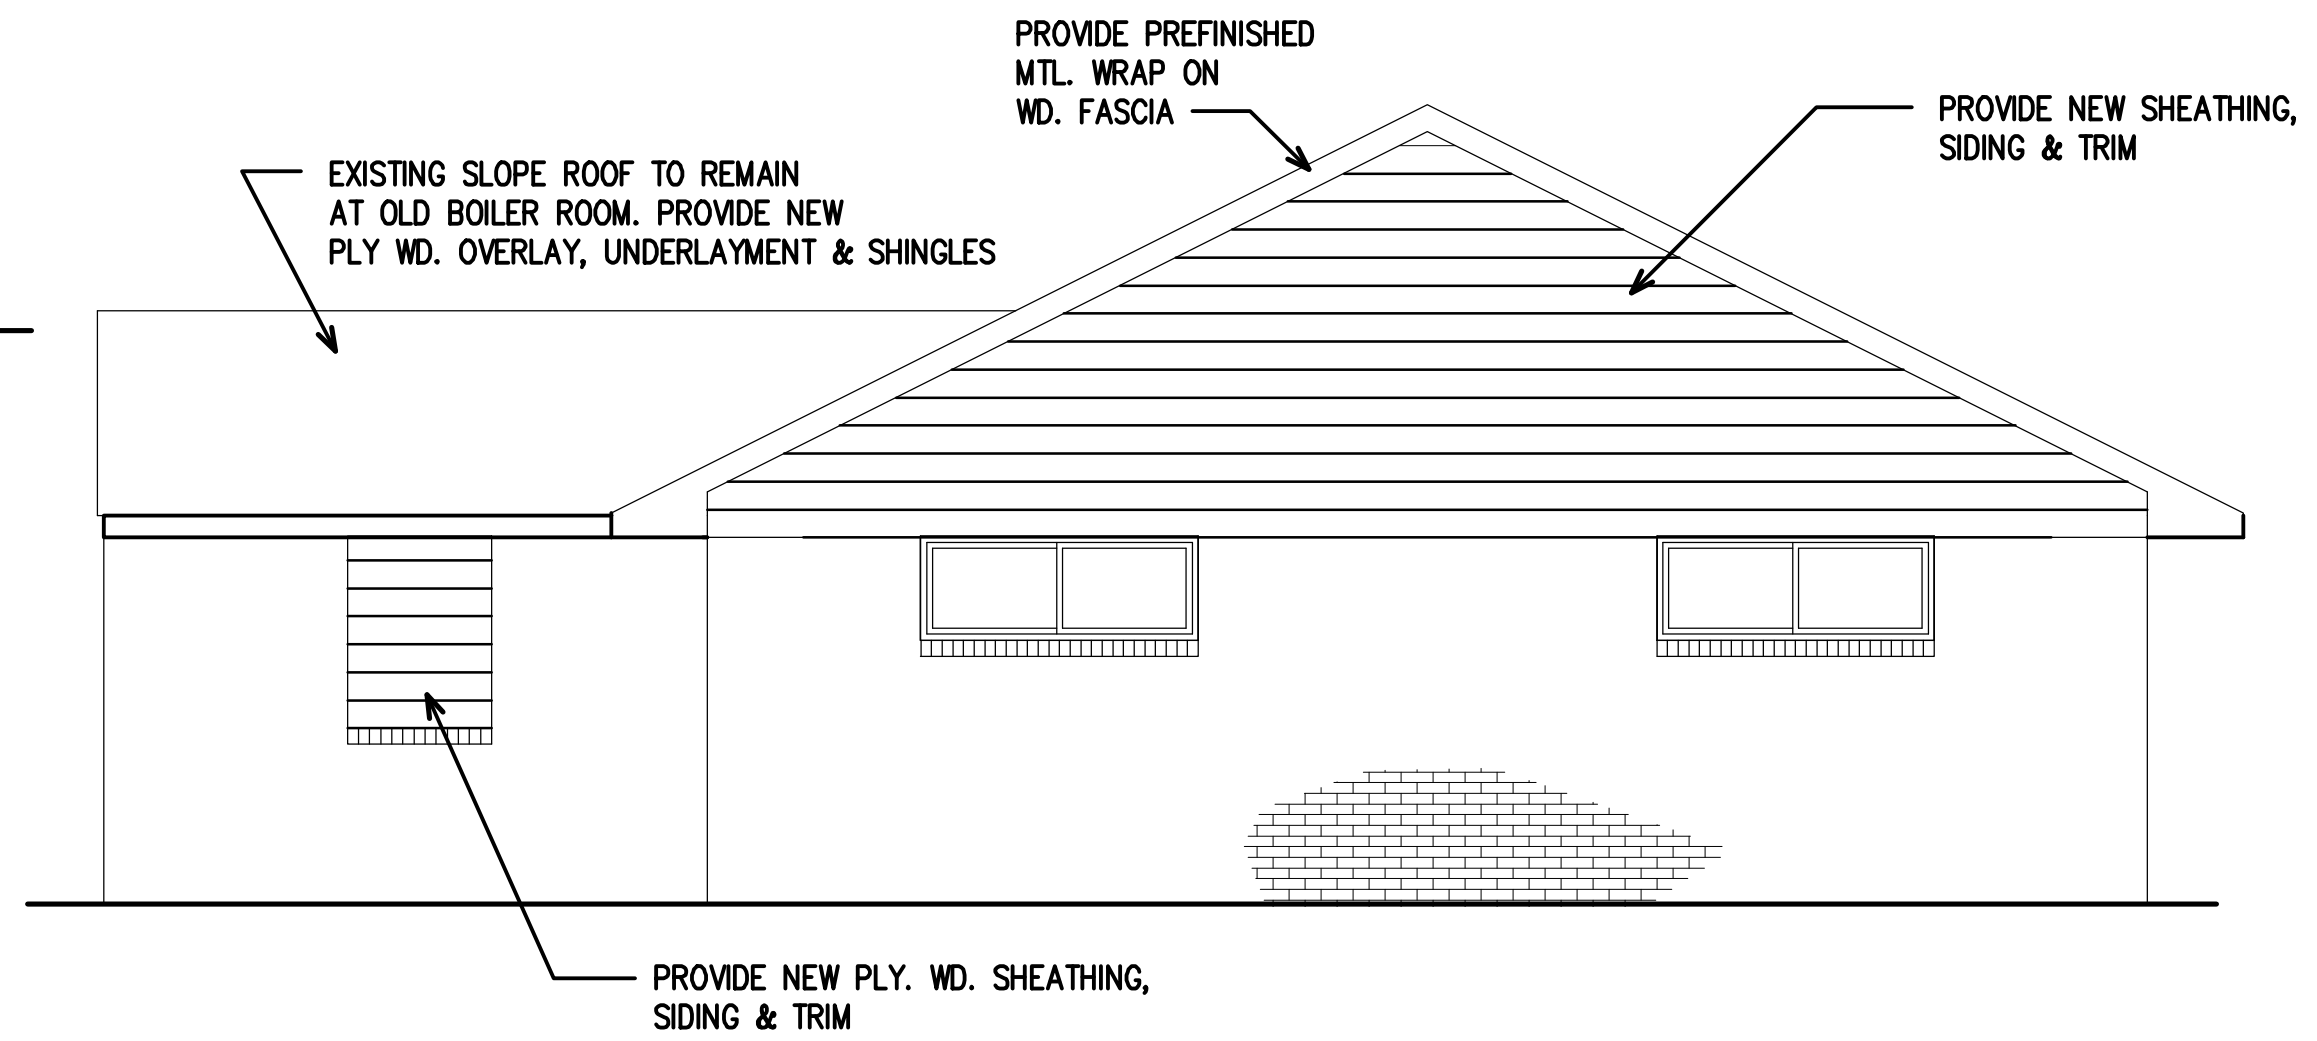 PROVIDE PREFINISHED
MTL. WRAP ON
WD. FASCIA
PROVIDE NEW SHEATHING,
SIDING & TRIM
EXISTING SLOPE ROOF TO REMAIN
AT OLD BOILER ROOM. PROVIDE NEW
PLY WD. OVERLAY, UNDERLAYMENT & SHINGLES
PROVIDE NEW PLY. WD. SHEATHING,
SIDING & TRIM